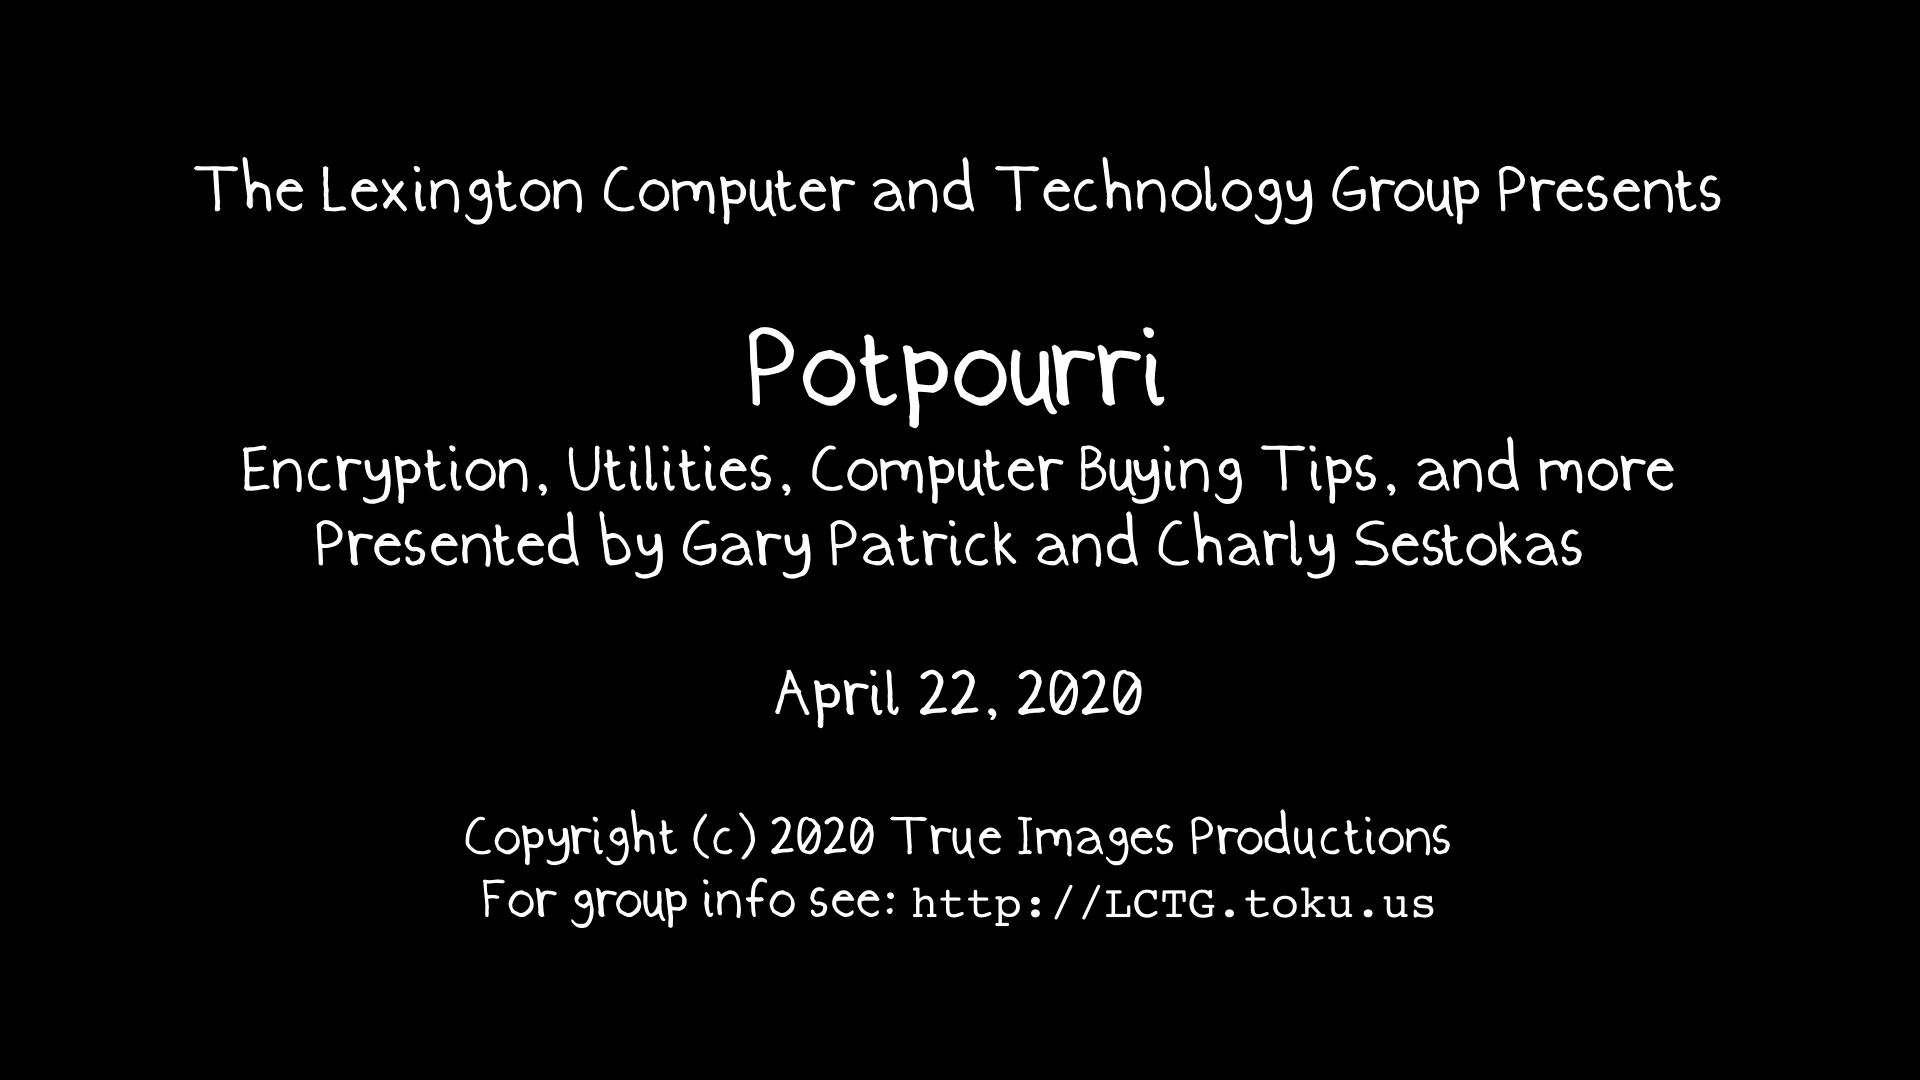 The Lexington Computer and Technology Group Presents
Potpourri
Encryption, Utilities, Computer Buying Tips, and more
Presented by Gary Patrick and Charly Sestokas
April 22, 2020
Copyright (c) 2020 True Images Productions
For group info see: http://LCTG.toku.us